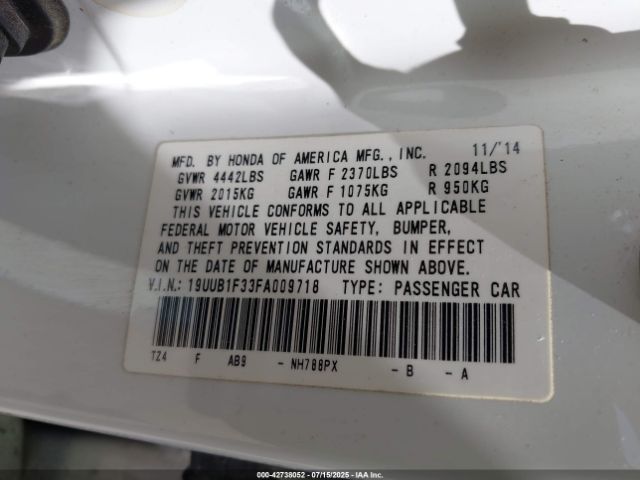 MFD. BY HONDA OF AMERICA MFG., INC. 11/'14
GVWR 4442LBS GAWR F 2370LBS R 2094LBS
GVWR 2015KG GAWR F 1075KG R 950KG
THIS VEHICLE CONFORMS TO ALL APPLICABLE
FEDERAL MOTOR VEHICLE SAFETY, BUMPER,
AND THEFT PREVENTION STANDARDS IN EFFECT
ON THE DATE OF MANUFACTURE SHOWN ABOVE.
V.I.N.: 19UUB1F33FA009718 TYPE: PASSENGER CAR
TZ4 F AB9 - NH788PX - B - A
000-42738052 - 07/15/2025 - IAA Inc.